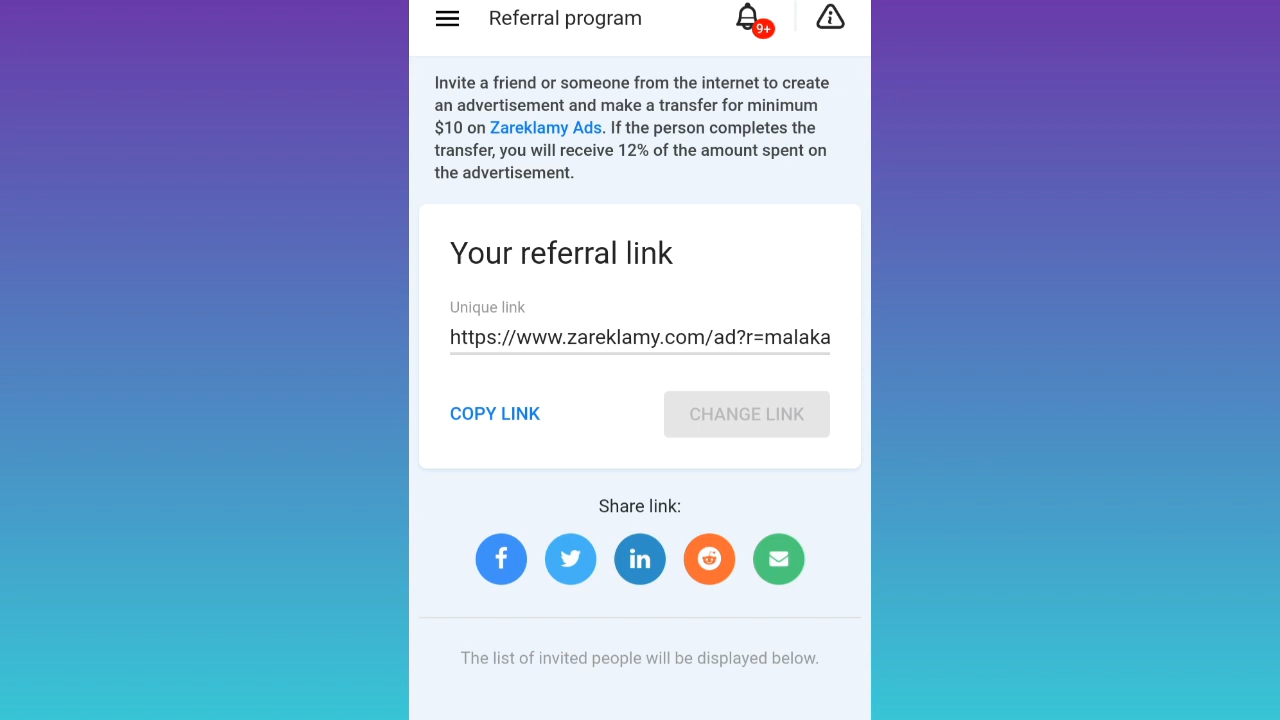 Referral program
9+
Invite a friend or someone from the internet to create
an advertisement and make a transfer for minimum
$10 on Zareklamy Ads. If the person completes the
transfer, you will receive 12% of the amount spent on
the advertisement.
Your referral link
Unique link
https://www.zareklamy.com/ad?r=malaka
COPY LINK
CHANGE LINK
Share link:
The list of invited people will be displayed below.